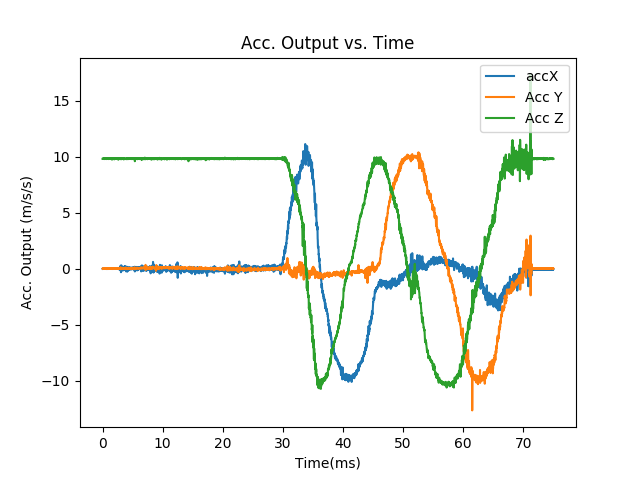 Acc. Output vs. Time
accX
Acc Y
Acc Z
15
10
5
0
−5
−10
Acc. Output (m/s/s)
0 10 20 30 40 50 60 70
Time(ms)